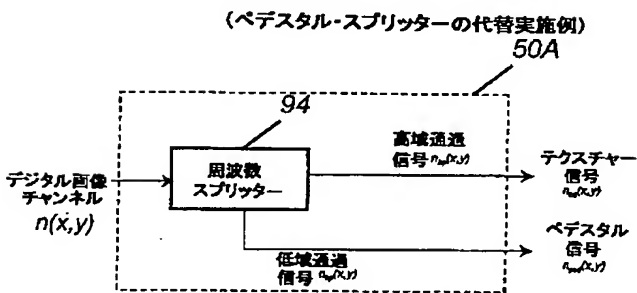 (ペデスタル・スプリッターの代替実施例)
50A
94
高域通過
信号 n_hp(x,y)
周波数
スプリッター
デジタル画像
チャンネル
n(x,y)
テクスチャー
信号
ペデスタル
信号
低域通過
信号